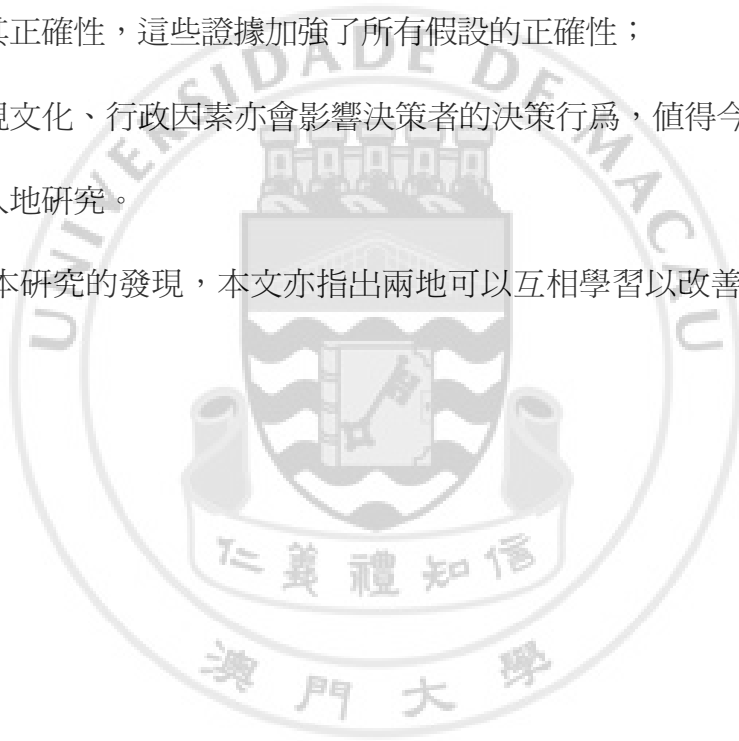 其正確性，這些證據加強了所有假設的正確性；
現文化、行政因素亦會影響決策者的決策行爲，値得今
入地研究。
本研究的發現，本文亦指出兩地可以互相學習以改善
UNIVERSIDADE DE MACAU
仁義禮知信
澳門大學